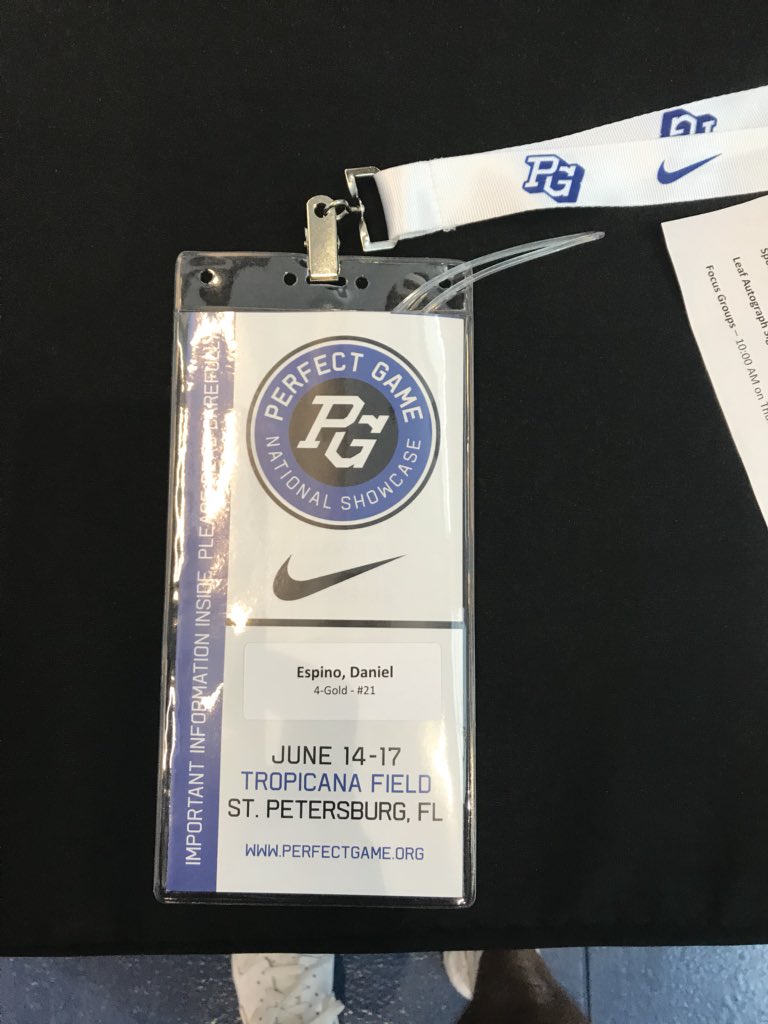 PG
PG
Leaf Autograph
Focus Groups – 10:00 AM on
PERFECT GAME
PG
NATIONAL SHOWCASE
IMPORTANT INFORMATION INSIDE, PLEASE READ CAREFULLY
Espino, Daniel
4-Gold - #21
JUNE 14-17
TROPICANA FIELD
ST. PETERSBURG, FL
WWW.PERFECTGAME.ORG